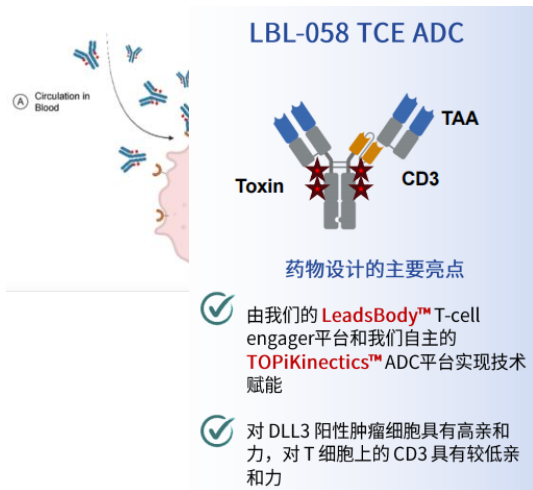 A Circulation in
Blood
LBL-058 TCE ADC
TAA
Toxin
CD3
药物设计的主要亮点
由我们的 LeadsBody™ T-cell
engager平台和我们自主的
TOPiKinectics™ ADC平台实现技术
赋能
对 DLL3 阳性肿瘤细胞具有高亲和
力，对 T 细胞上的 CD3 具有较低亲
和力